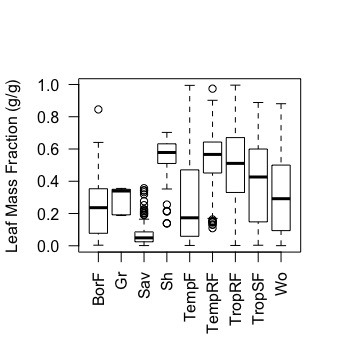 Leaf Mass Fraction (g/g)
1.0
0.8
0.6
0.4
0.2
0.0
BorF
Gr
Sav
Sh
TempF
TempRF
TropRF
TropSF
Wo